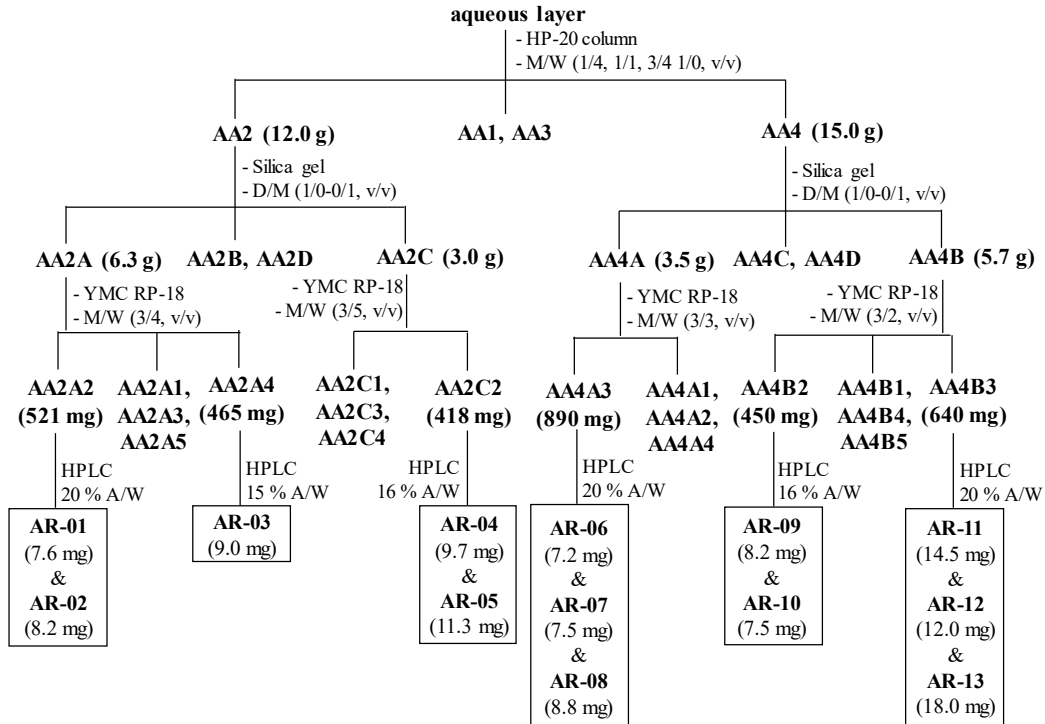 aqueous layer
- HP-20 column
- M/W (1/4, 1/1, 3/4 1/0, v/v)
AA2 (12.0 g)
AA1, AA3
AA4 (15.0 g)
- Silica gel
- D/M (1/0-0/1, v/v)
- Silica gel
- D/M (1/0-0/1, v/v)
AA2A (6.3 g)
AA2B, AA2D
AA2C (3.0 g)
AA4A (3.5 g)
AA4C, AA4D
AA4B (5.7 g)
- YMC RP-18
- M/W (3/4, v/v)
- YMC RP-18
- M/W (3/5, v/v)
- YMC RP-18
- M/W (3/3, v/v)
- YMC RP-18
- M/W (3/2, v/v)
AA2A2
(521 mg)
AA2A1,
AA2A3,
AA2A5
AA2A4
(465 mg)
AA2C1,
AA2C3,
AA2C4
AA2C2
(418 mg)
AA4A3
(890 mg)
AA4A1,
AA4A2,
AA4A4
AA4B2
(450 mg)
AA4B1,
AA4B4,
AA4B5
AA4B3
(640 mg)
HPLC
20 % A/W
HPLC
15 % A/W
HPLC
16 % A/W
HPLC
20 % A/W
HPLC
16 % A/W
HPLC
20 % A/W
AR-01
(7.6 mg)
&
AR-02
(8.2 mg)
AR-03
(9.0 mg)
AR-04
(9.7 mg)
&
AR-05
(11.3 mg)
AR-06
(7.2 mg)
&
AR-07
(7.5 mg)
&
AR-08
(8.8 mg)
AR-09
(8.2 mg)
&
AR-10
(7.5 mg)
AR-11
(14.5 mg)
&
AR-12
(12.0 mg)
&
AR-13
(18.0 mg)